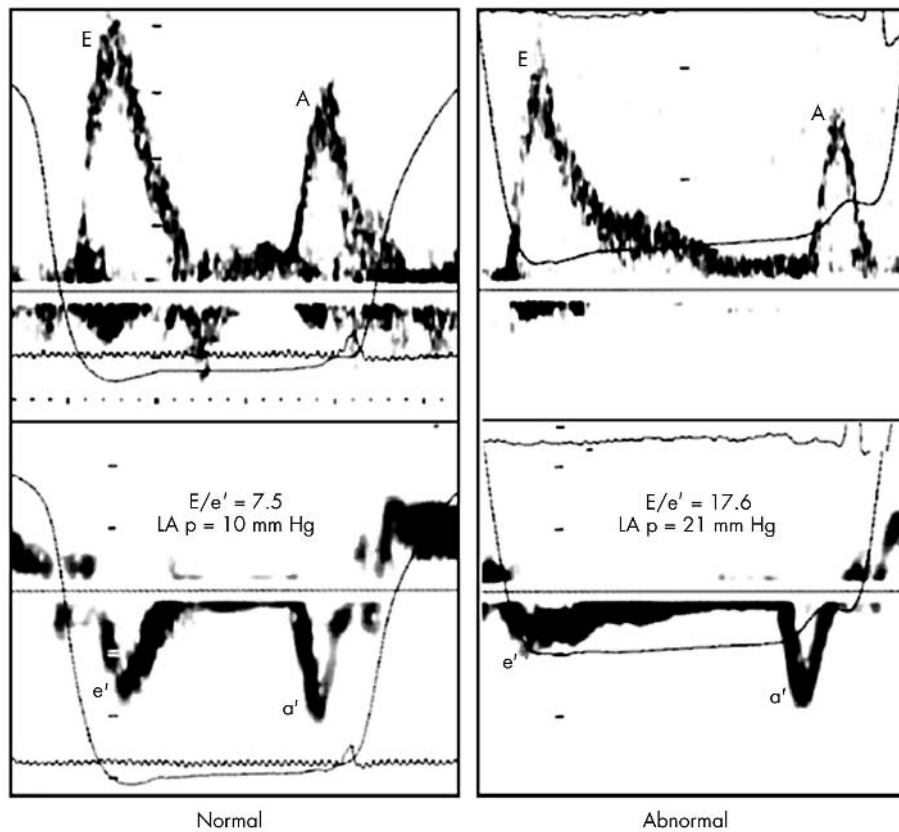 E
A
E
A
E/e' = 7.5
LA p = 10 mm Hg
e'
a'
E/e' = 17.6
LA p = 21 mm Hg
e'
a'
Normal
Abnormal